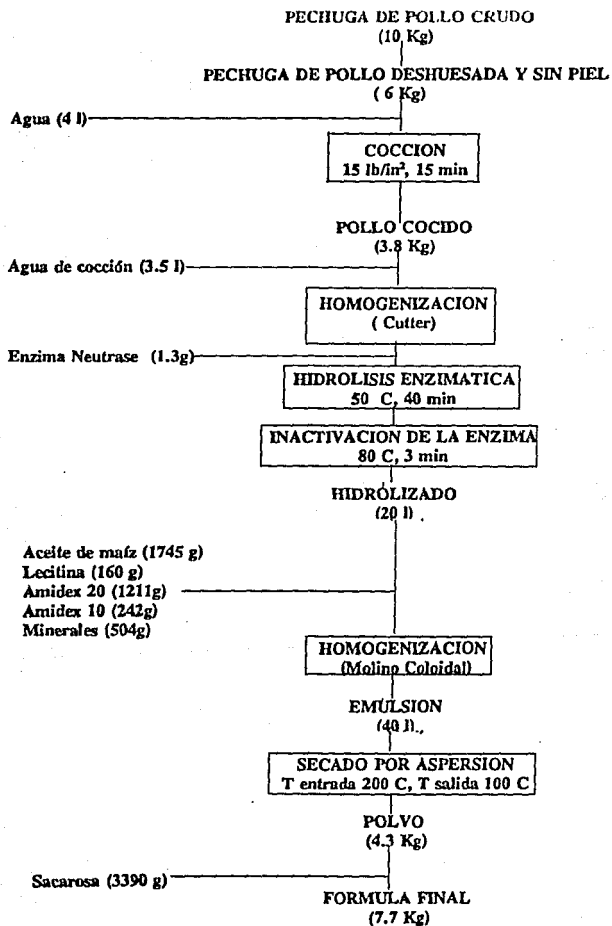 PECHUGA DE POLLO CRUDO
(10 Kg)
PECHUGA DE POLLO DESHUESADA Y SIN PIEL
( 6 Kg)
Agua (4 l)
COCCION
15 lb/in², 15 min
POLLO COCIDO
(3.8 Kg)
Agua de cocción (3.5 l)
HOMOGENIZACION
( Cutter)
Enzima Neutrase (1.3g)
HIDROLISIS ENZIMATICA
50 C, 40 min
INACTIVACION DE LA ENZIMA
80 C, 3 min
HIDROLIZADO
(20 l)
Aceite de maíz (1745 g)
Lecitina (160 g)
Amidex 20 (1211g)
Amidex 10 (242g)
Minerales (504g)
HOMOGENIZACION
(Molino Coloidal)
EMULSION
(40 l)
SECADO POR ASPERSION
T entrada 200 C, T salida 100 C
POLVO
(4.3 Kg)
Sacarosa (3390 g)
FORMULA FINAL
(7.7 Kg)